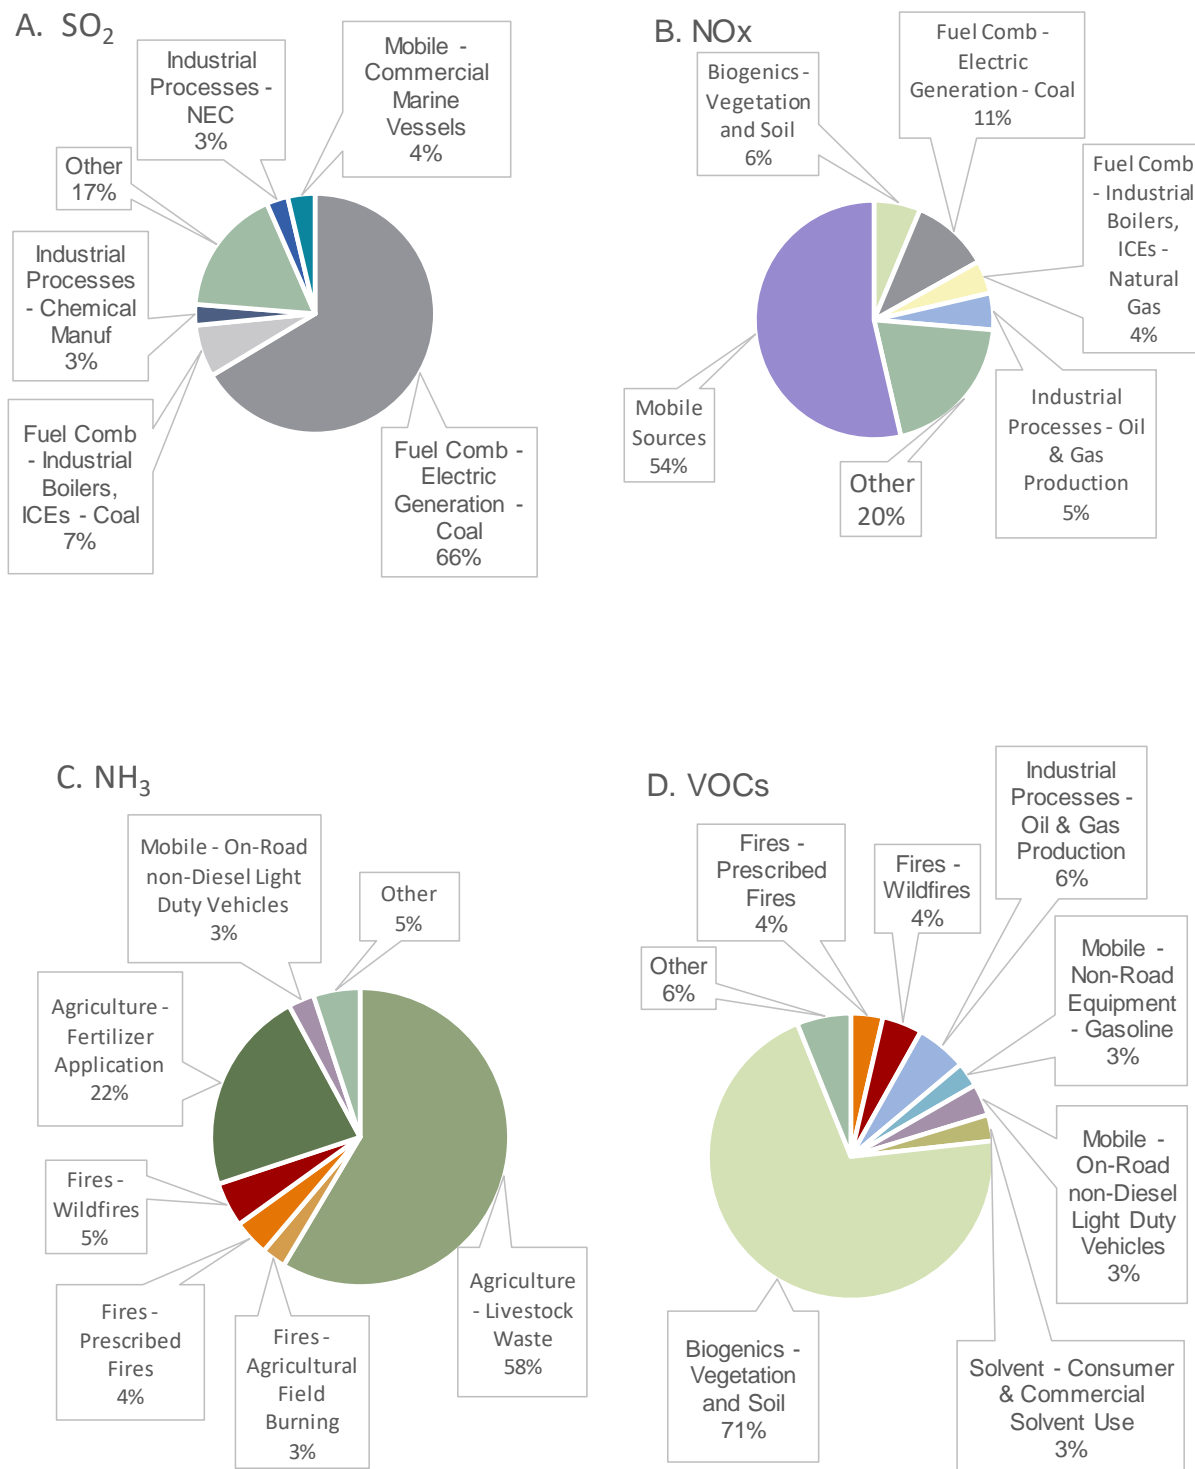 A. SO2
Industrial
Processes -
NEC
3%
Mobile -
Commercial
Marine
Vessels
4%
Other
17%
Industrial
Processes
- Chemical
Manuf
3%
Fuel Comb
- Industrial
Boilers,
ICEs - Coal
7%
Fuel Comb -
Electric
Generation -
Coal
66%
B. NOx
Biogenics -
Vegetation
and Soil
6%
Fuel Comb -
Electric
Generation - Coal
11%
Fuel Comb
- Industrial
Boilers,
ICEs -
Natural
Gas
4%
Mobile
Sources
54%
Other
20%
Industrial
Processes - Oil
& Gas
Production
5%
C. NH3
Mobile - On-Road
non-Diesel Light
Duty Vehicles
3%
Other
5%
Agriculture -
Fertilizer
Application
22%
Fires -
Wildfires
5%
Fires -
Prescribed
Fires
4%
Fires -
Agricultural
Field
Burning
3%
Agriculture
- Livestock
Waste
58%
D. VOCs
Fires -
Prescribed
Fires
4%
Fires -
Wildfires
4%
Industrial
Processes -
Oil & Gas
Production
6%
Other
6%
Mobile -
Non-Road
Equipment
- Gasoline
3%
Mobile -
On-Road
non-Diesel
Light Duty
Vehicles
3%
Biogenics -
Vegetation
and Soil
71%
Solvent - Consumer
& Commercial
Solvent Use
3%